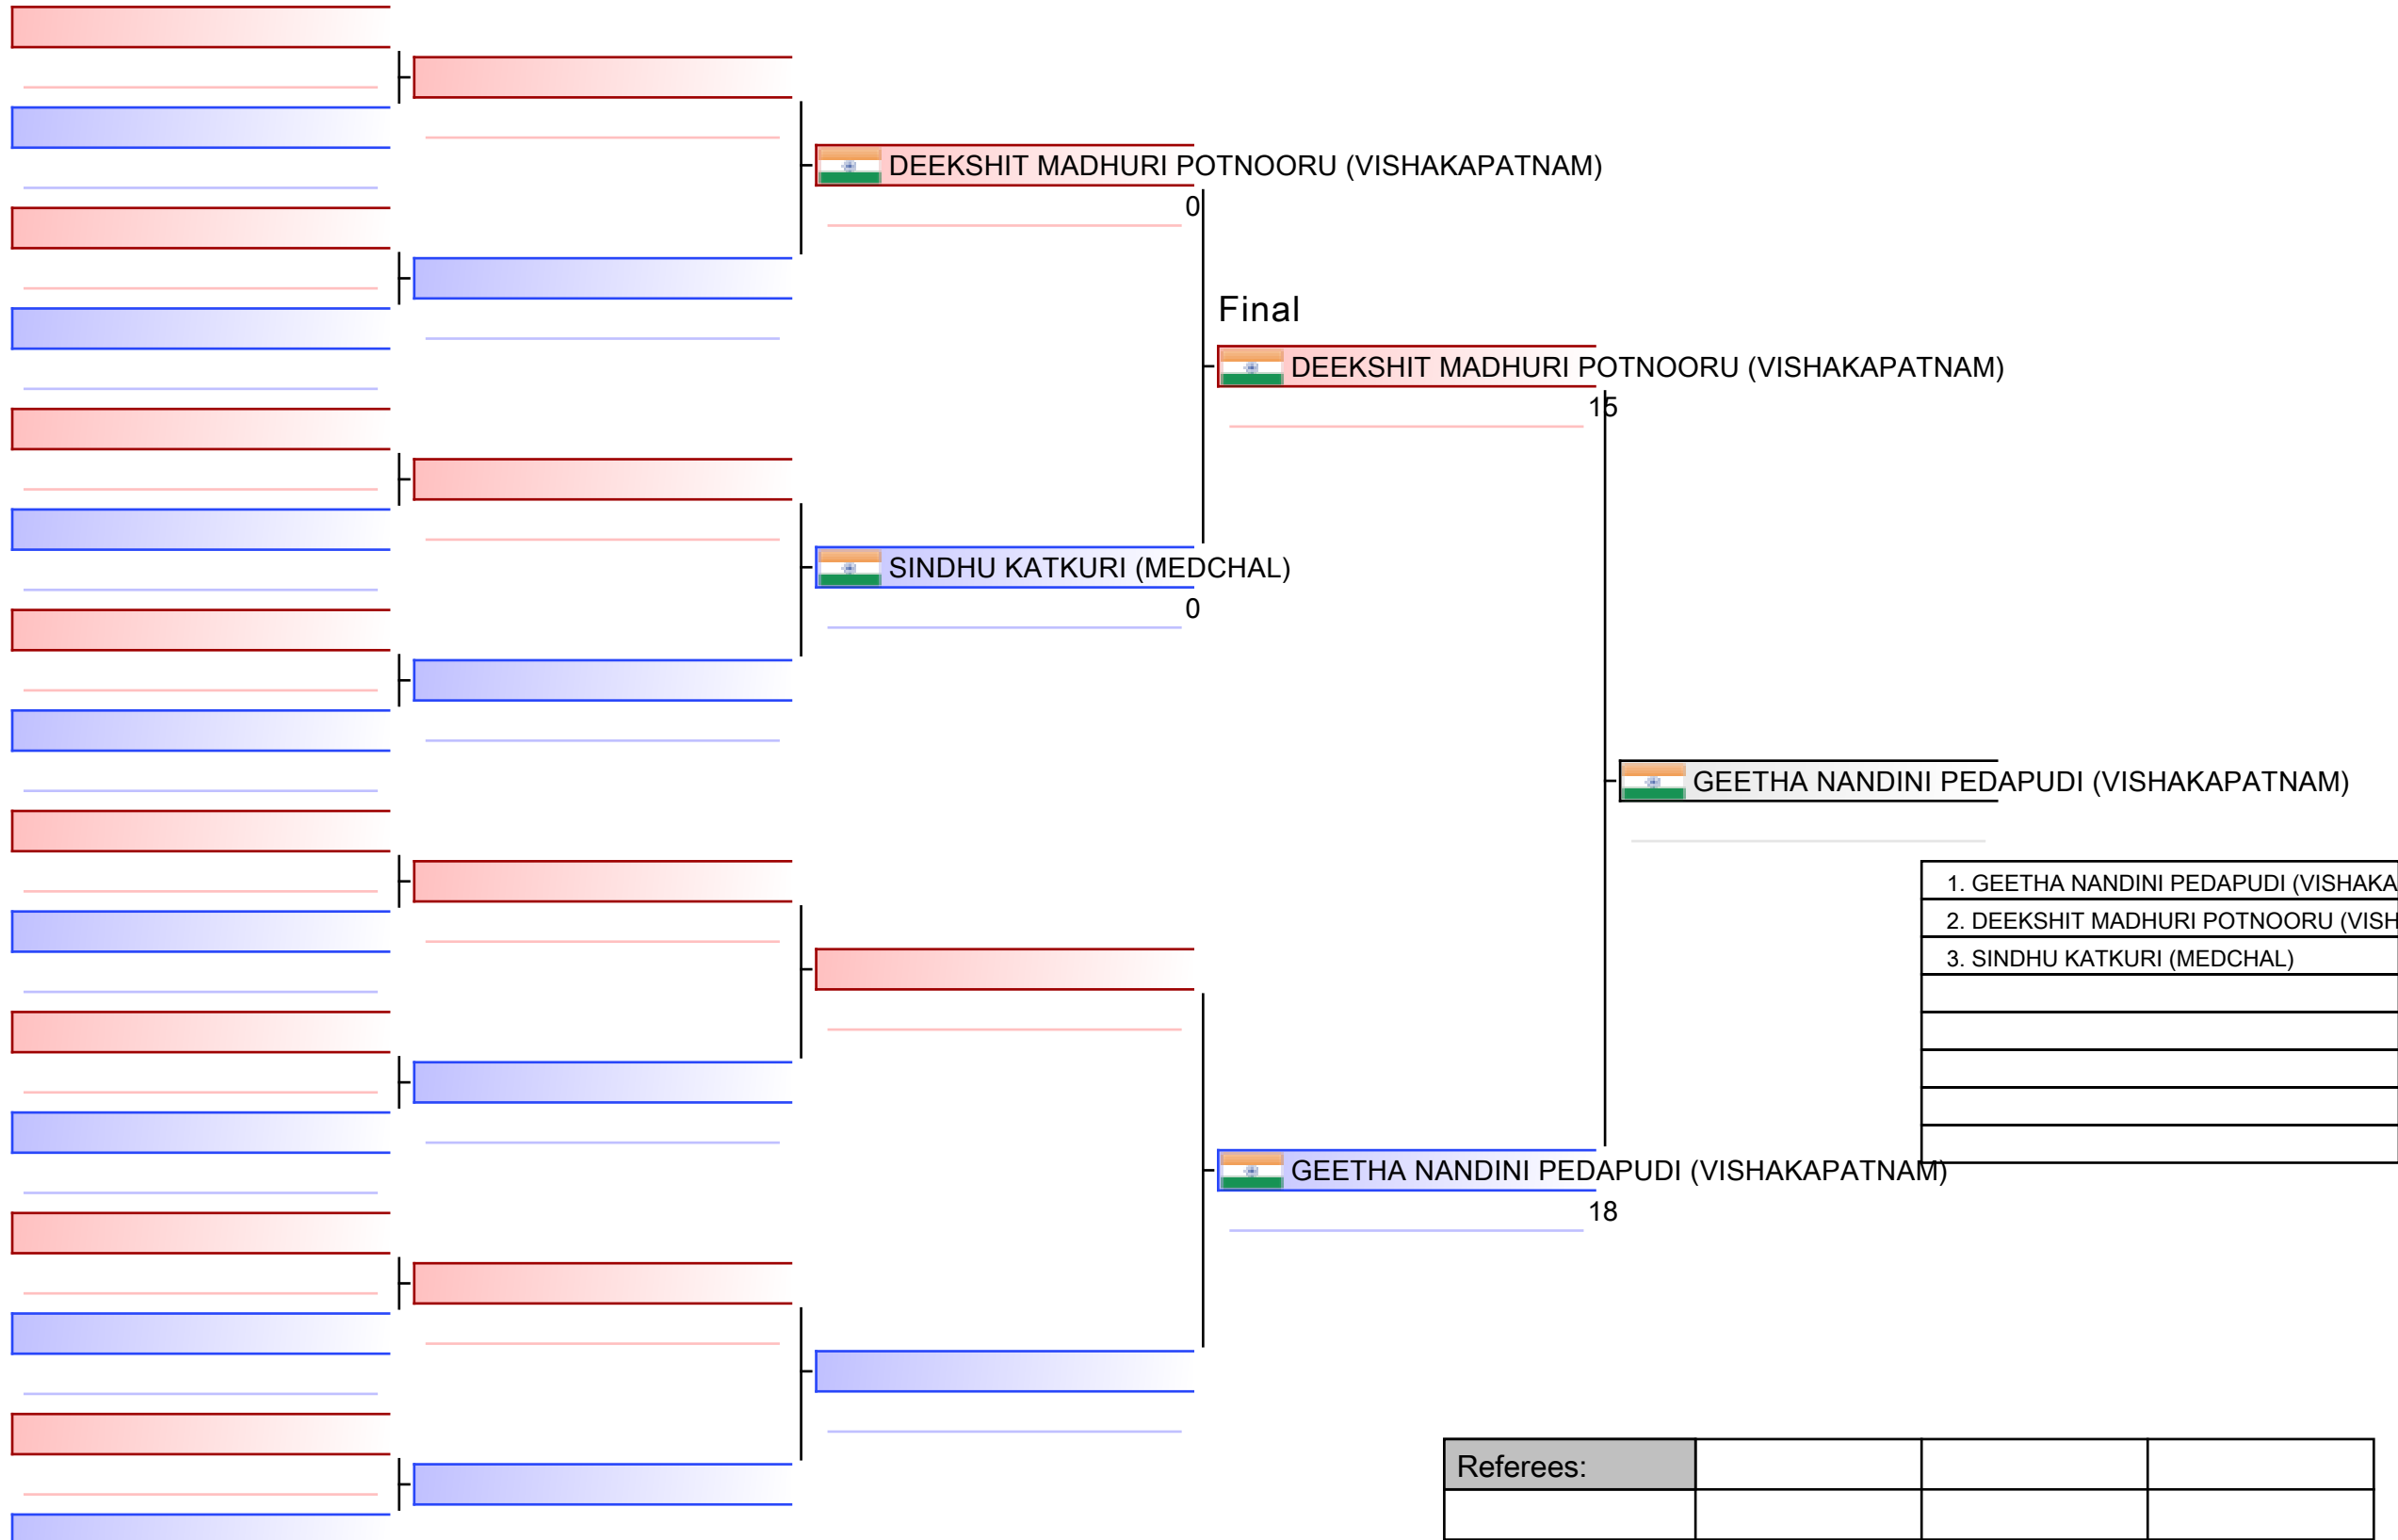 DEEKSHIT MADHURI POTNOORU (VISHAKAPATNAM)
0
Final
DEEKSHIT MADHURI POTNOORU (VISHAKAPATNAM)
15
SINDHU KATKURI (MEDCHAL)
0
GEETHA NANDINI PEDAPUDI (VISHAKAPATNAM)
1. GEETHA NANDINI PEDAPUDI (VISHAKA
2. DEEKSHIT MADHURI POTNOORU (VISH
3. SINDHU KATKURI (MEDCHAL)
GEETHA NANDINI PEDAPUDI (VISHAKAPATNAM)
18
Referees: